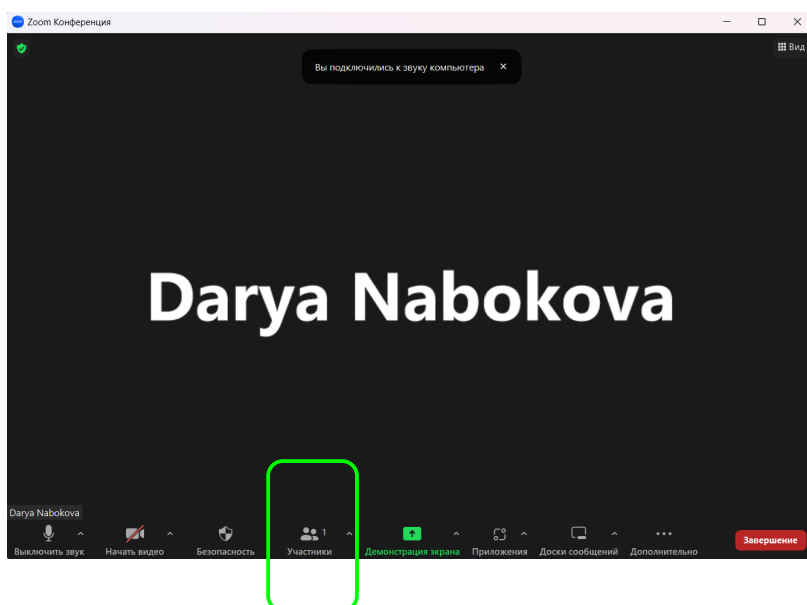 Zoom Конференция
Вы подключились к звуку компьютера
Вид
Darya Nabokova
Darya Nabokova
1
Выключить звук Начать видео Безопасность Участники Демонстрация экрана Приложения Доски сообщений Дополнительно Завершение